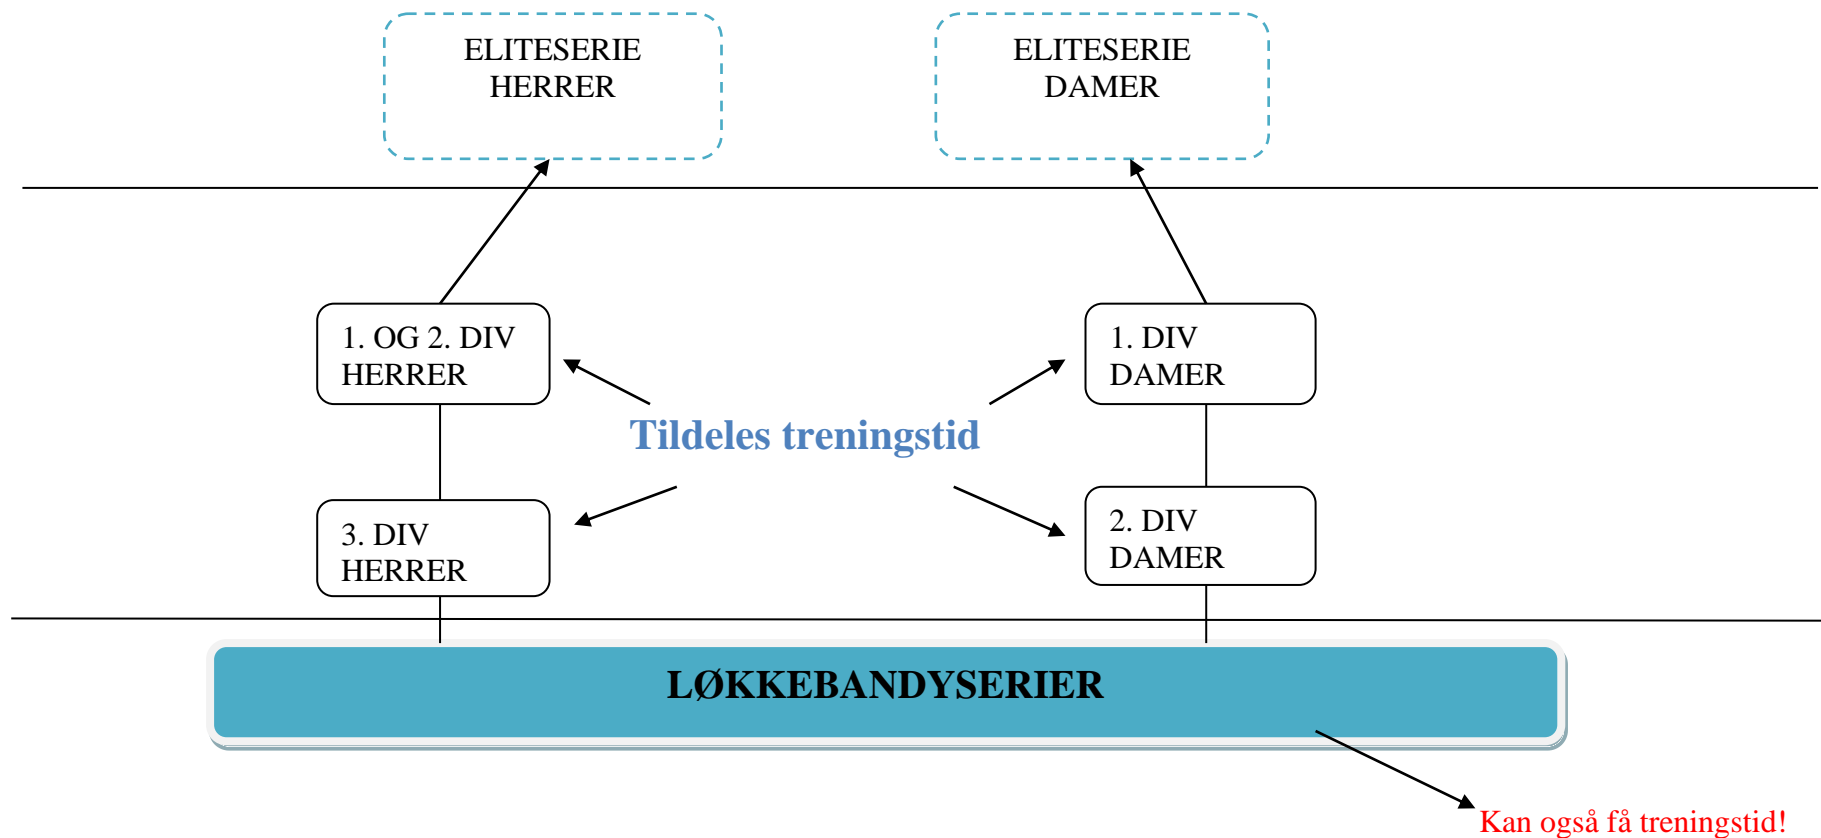 ELITESERIE
HERRER
ELITESERIE
DAMER
1. OG 2. DIV
HERRER
1. DIV
DAMER
Tildeles treningstid
3. DIV
HERRER
2. DIV
DAMER
LØKKEBANDYSERIER
Kan også få treningstid!